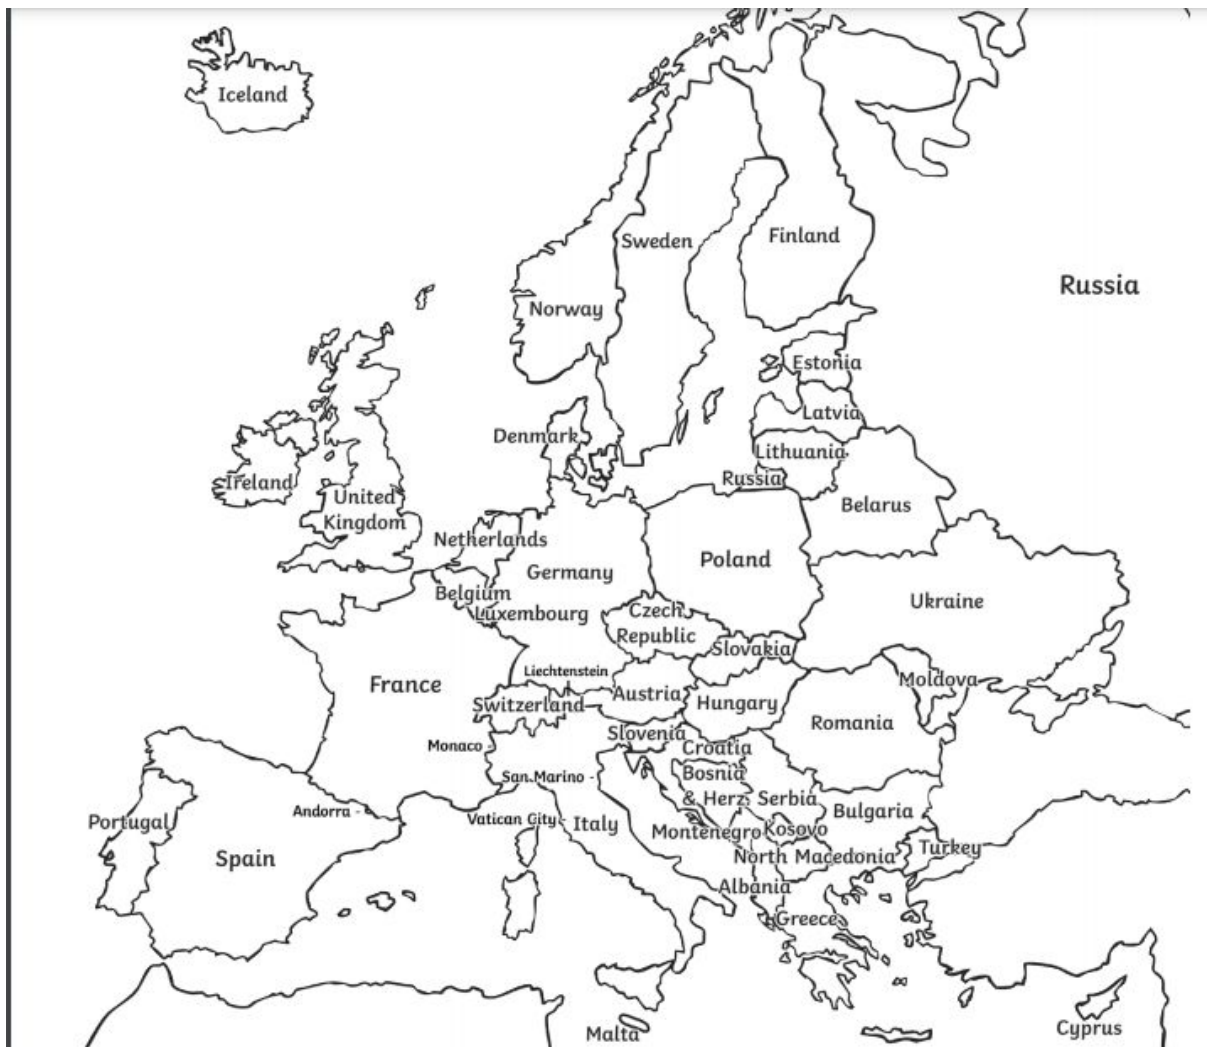 Iceland
Sweden
Finland
Russia
Norway
Estonia
Latvia
Denmark
Lithuania
Russia
Ireland
United
Kingdom
Belarus
Netherlands
Poland
Germany
Belgium
Ukraine
Luxembourg
Czech
Republic
Slovakia
Liechtenstein
France
Moldova
Austria
Switzerland
Hungary
Romania
Slovenia
Monaco -
Croatia
Bosnia
& Herz.
San Marino -
Serbia
Andorra -
Bulgaria
Portugal
Vatican City -
Italy
Montenegro
Kosovo
Turkey
Spain
North Macedonia
Albania
Greece
Malta
Cyprus